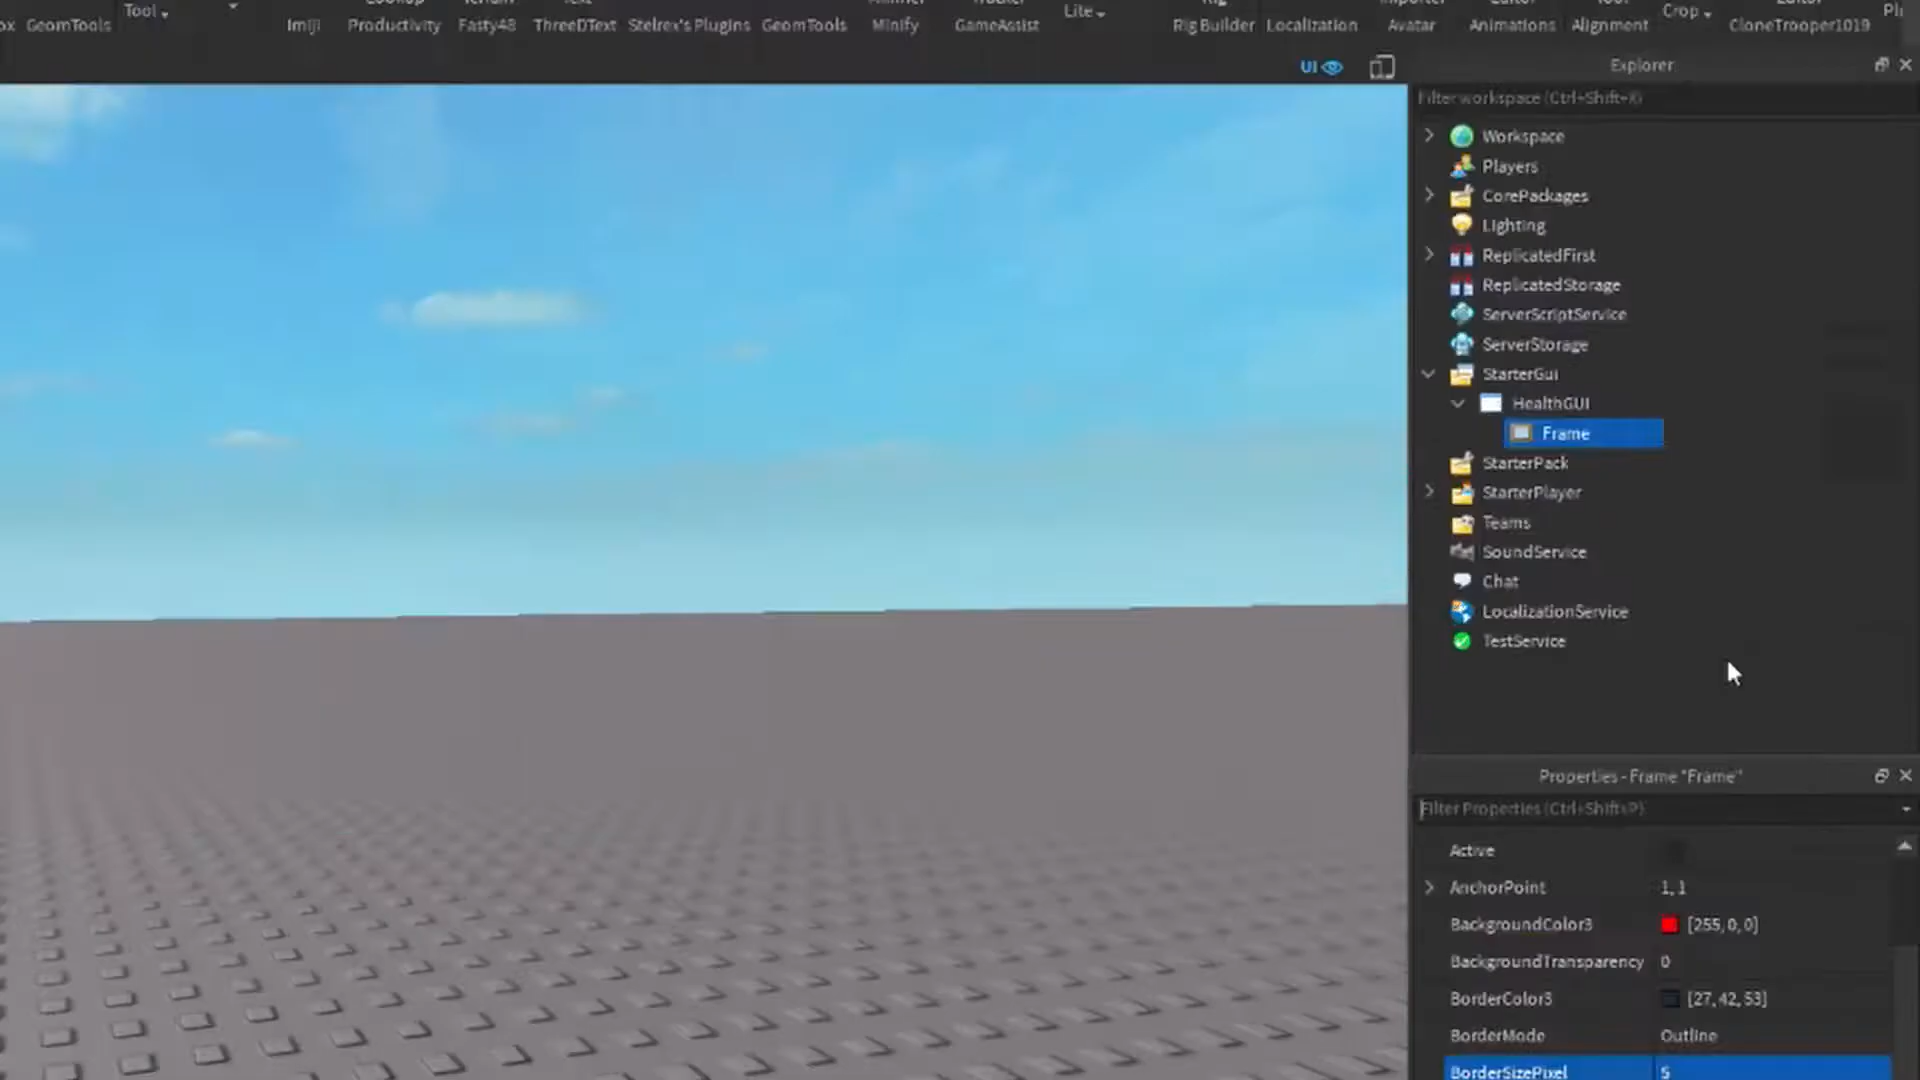 Tool
Lite
Crop
GeomTools
Imiji
Productivity
Fasty48
ThreeDText
Stelrex's Plugins
GeomTools
Minify
GameAssist
Rig Builder
Localization
Avatar
Animations
Alignment
CloneTrooper1019
UI
Explorer
Filter workspace (Ctrl+Shift+X)
Workspace
Players
CorePackages
Lighting
ReplicatedFirst
ReplicatedStorage
ServerScriptService
ServerStorage
StarterGui
HealthGUI
Frame
StarterPack
StarterPlayer
Teams
SoundService
Chat
LocalizationService
TestService
Properties - Frame "Frame"
Filter Properties (Ctrl+Shift+P)
Active
AnchorPoint 1, 1
BackgroundColor3 [255, 0, 0]
BackgroundTransparency 0
BorderColor3 [27, 42, 53]
BorderMode Outline
BorderSizePixel 5